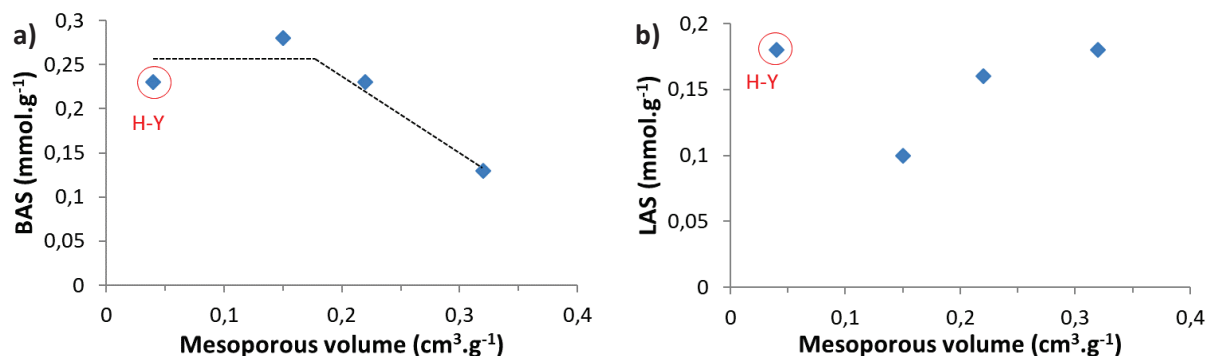 a)
BAS (mmol.g-1)
0,3
0,25
0,2
0,15
0,1
0,05
0
H-Y
0
0,1
0,2
0,3
0,4
Mesoporous volume (cm3.g-1)
b)
LAS (mmol.g-1)
0,2
0,15
0,1
0,05
0
H-Y
0
0,1
0,2
0,3
0,4
Mesoporous volume (cm3.g-1)